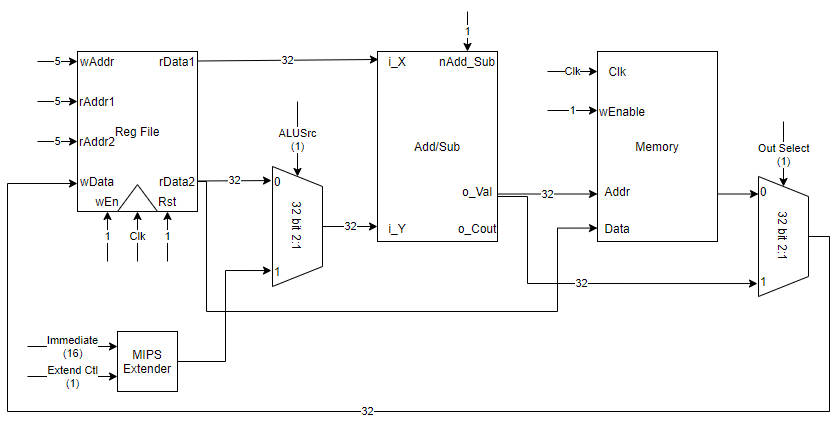 1
5
wAddr
rData1
32
i_X
nAdd_Sub
Clk
Clk
5
rAddr1
1
wEnable
Reg File
ALUSrc
(1)
5
rAddr2
Add/Sub
Memory
Out Select
(1)
wData
rData2
32
0
o_Val
32
Addr
0
wEn
Rst
32 bit 2:1
32
i_Y
o_Cout
Data
32 bit 2:1
1
Clk
1
1
32
1
Immediate
(16)
MIPS
Extender
Extend Ctl
(1)
32